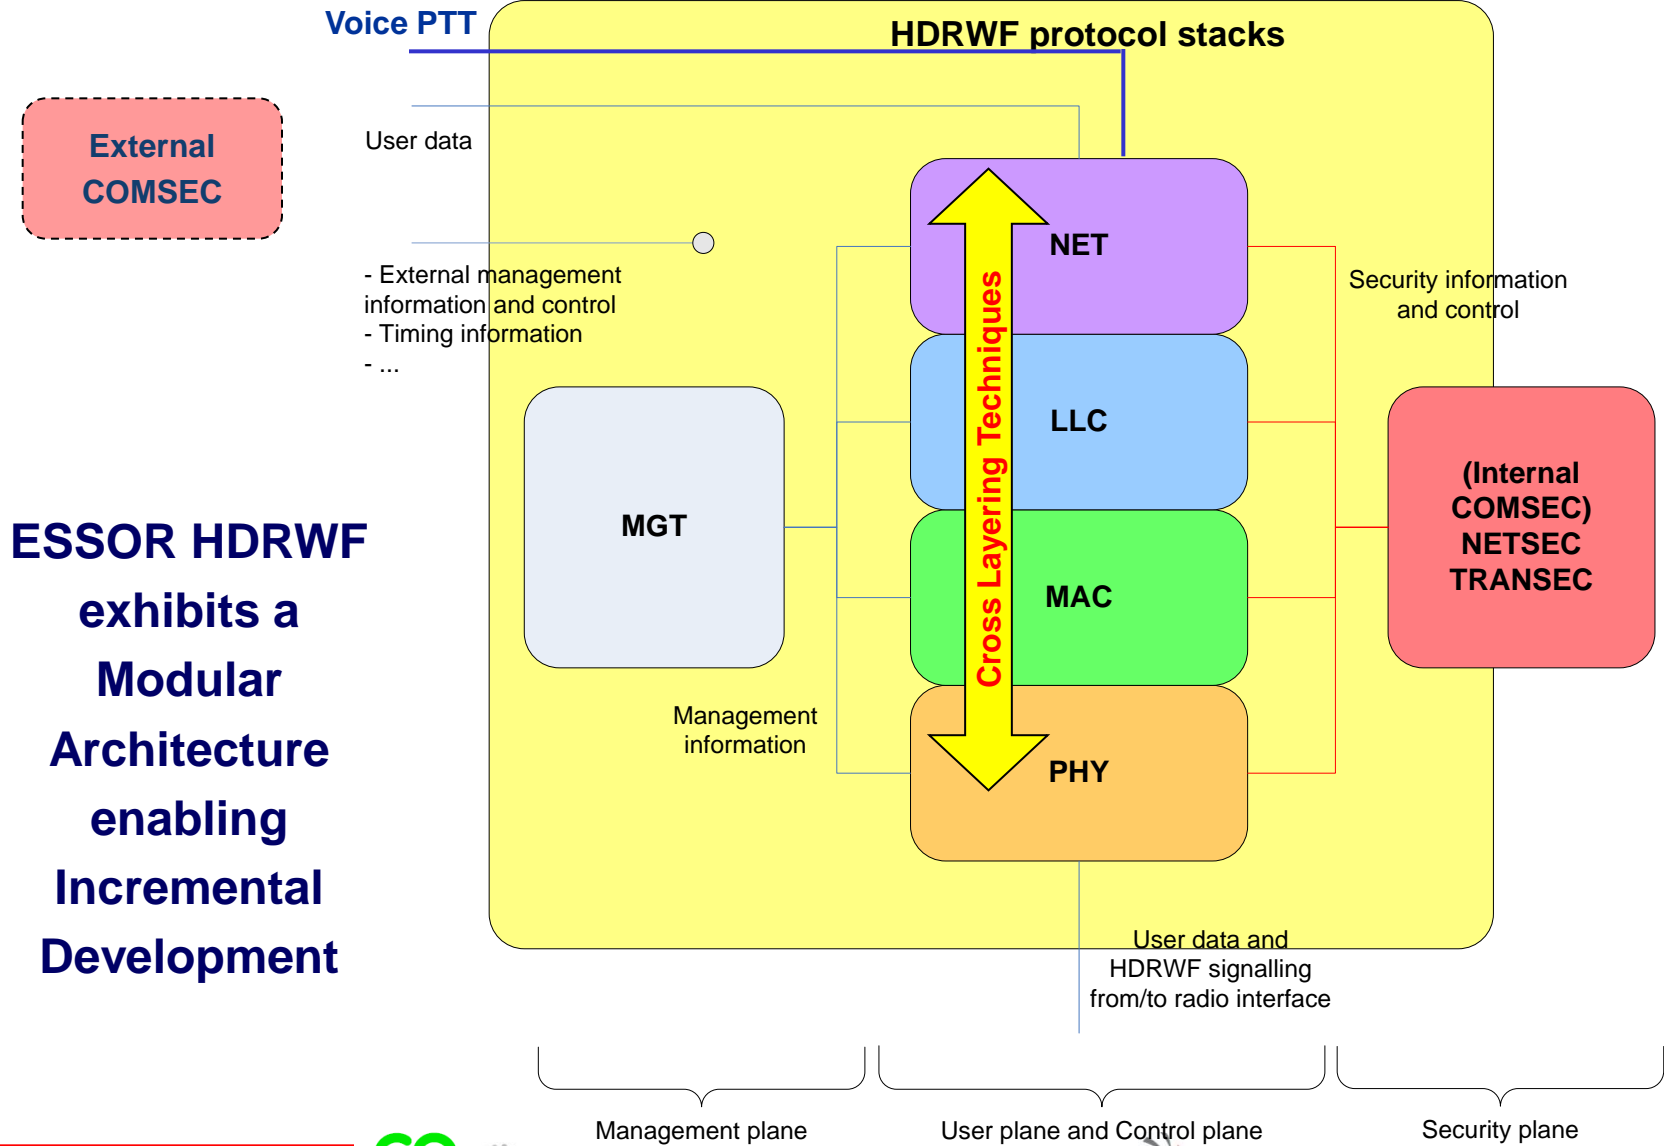 Voice PTT
HDRWF protocol stacks
External
COMSEC
User data
- External management
information and control
- Timing information
- ...
NET
LLC
MAC
PHY
Cross Layering Techniques
Security information
and control
MGT
(Internal
COMSEC)
NETSEC
TRANSEC
Management
information
ESSOR HDRWF
exhibits a
Modular
Architecture
enabling
Incremental
Development
User data and
HDRWF signalling
from/to radio interface
Management plane
User plane and Control plane
Security plane